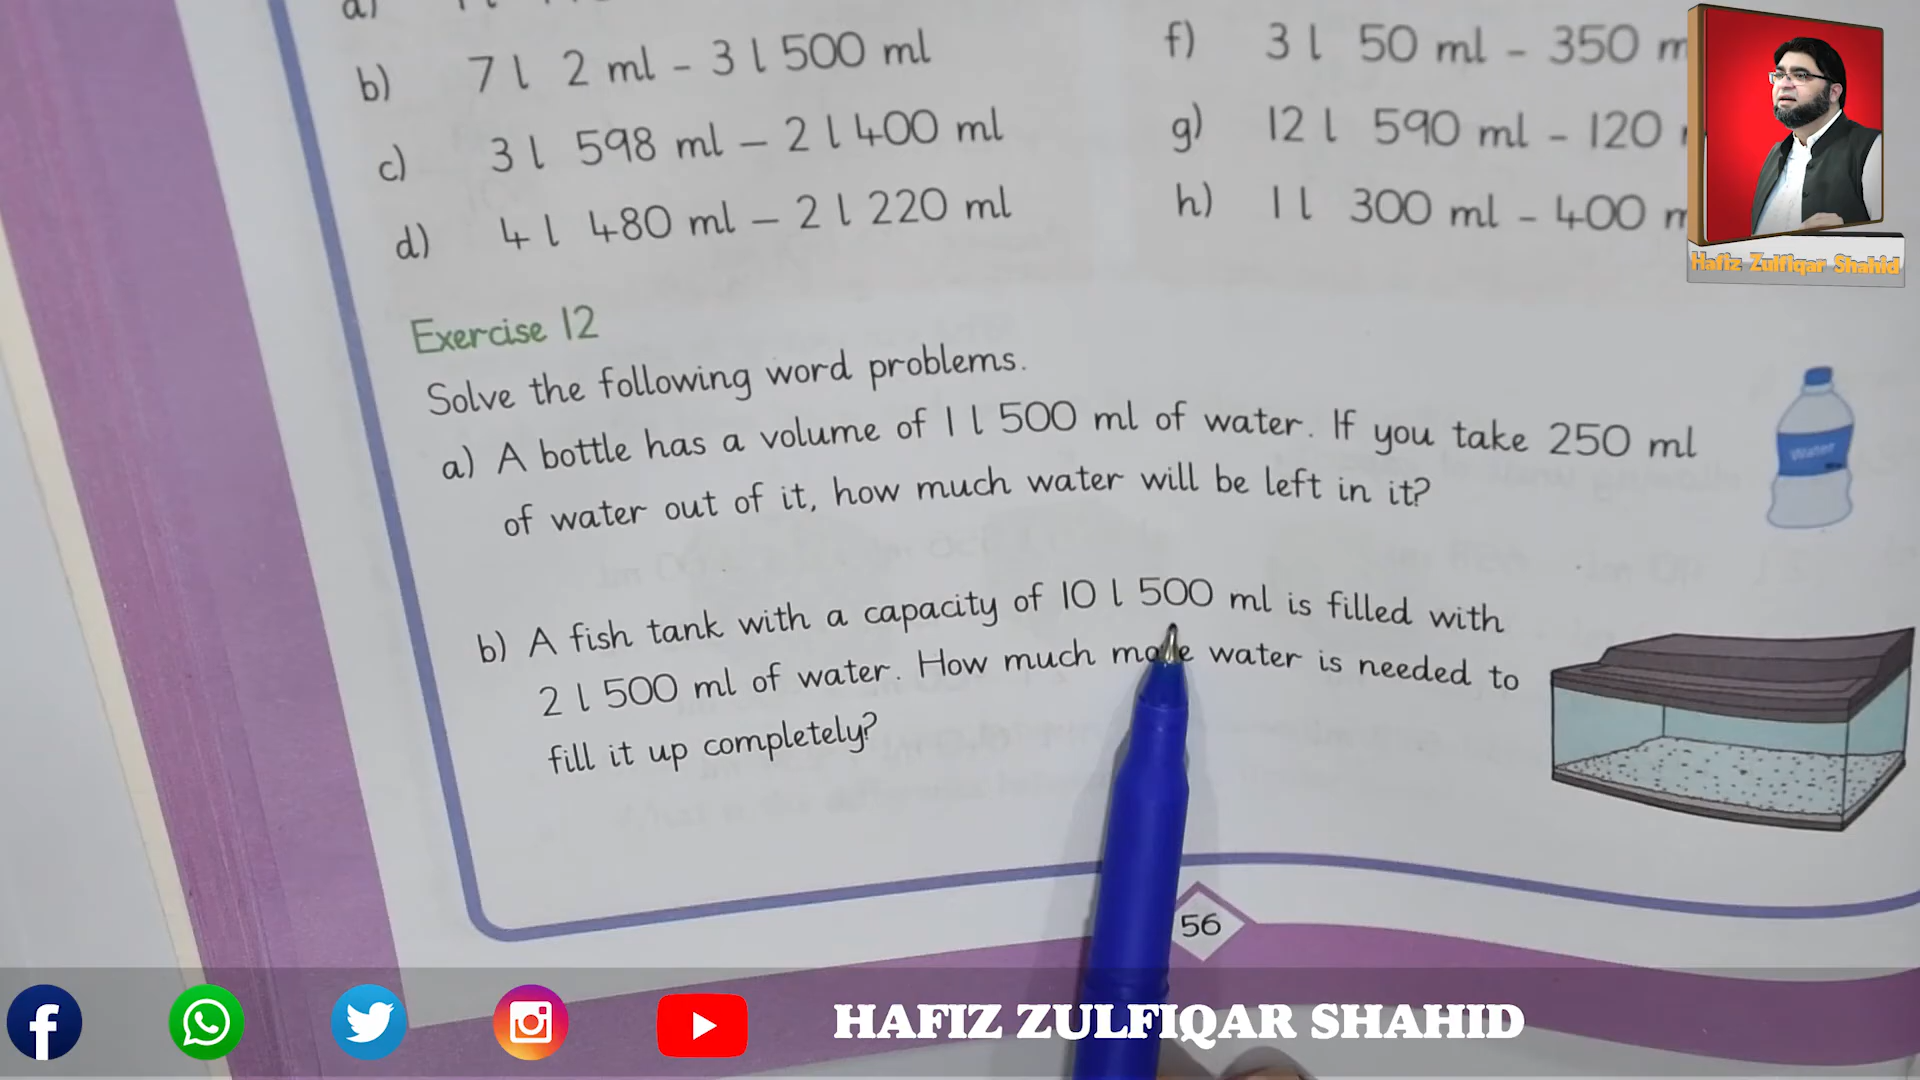 a)
b) 7 l 2 ml - 3 l 500 ml
c) 3 l 598 ml – 2 l 400 ml
d) 4 l 480 ml – 2 l 220 ml
f) 3 l 50 ml - 350
g) 12 l 590 ml - 120
h) 1 l 300 ml - 400
Hafiz Zulfiqar Shahid
Exercise 12
Solve the following word problems.
a) A bottle has a volume of 1 l 500 ml of water. If you take 250 ml
of water out of it, how much water will be left in it?
Water
b) A fish tank with a capacity of 10 l 500 ml is filled with
2 l 500 ml of water. How much more water is needed to
fill it up completely?
56
HAFIZ ZULFIQAR SHAHID